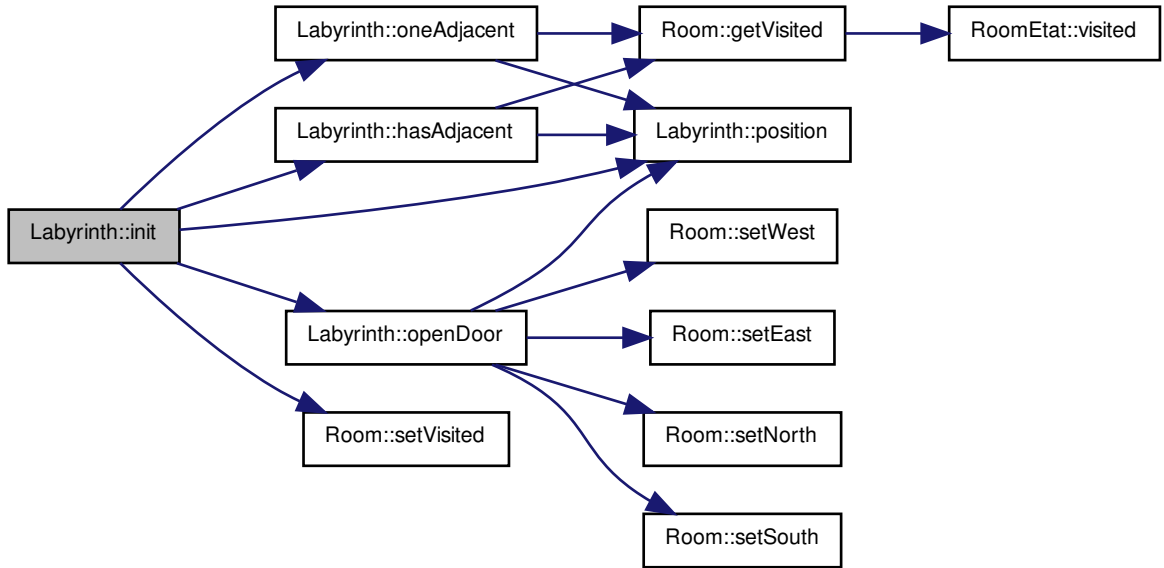 Labyrinth::oneAdjacent
Room::getVisited
RoomEtat::visited
Labyrinth::hasAdjacent
Labyrinth::position
Labyrinth::init
Room::setWest
Labyrinth::openDoor
Room::setEast
Room::setVisited
Room::setNorth
Room::setSouth